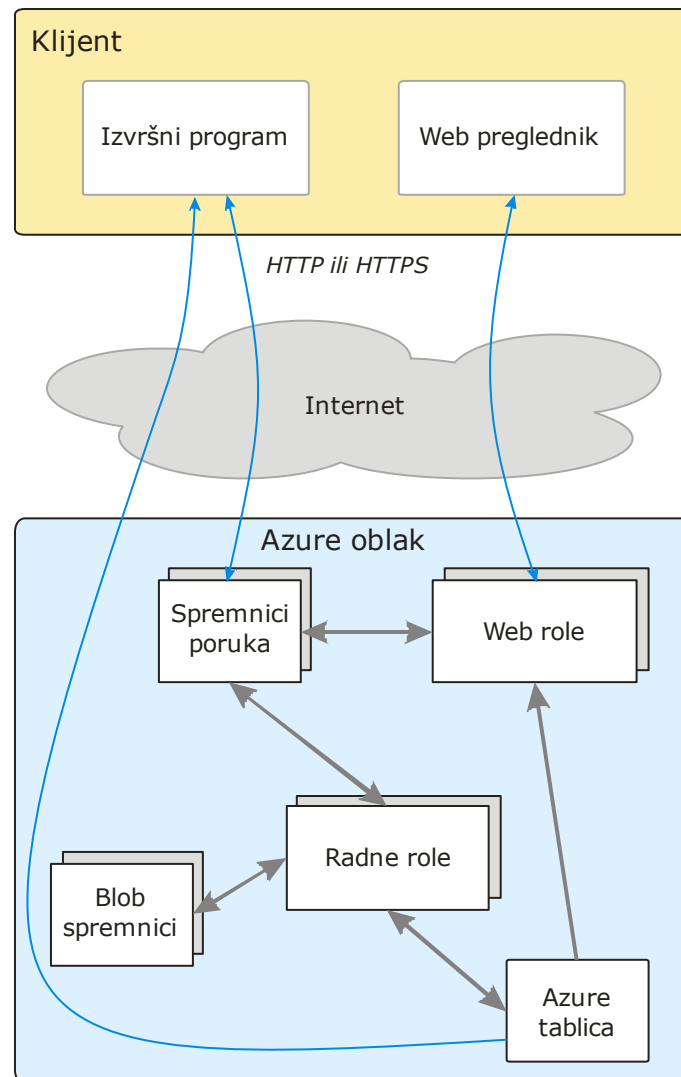 Klijent
Izvršni program
Web preglednik
HTTP ili HTTPS
Internet
Azure oblak
Spremnici
poruka
Web role
Radne role
Blob
spremnici
Azure
tablica